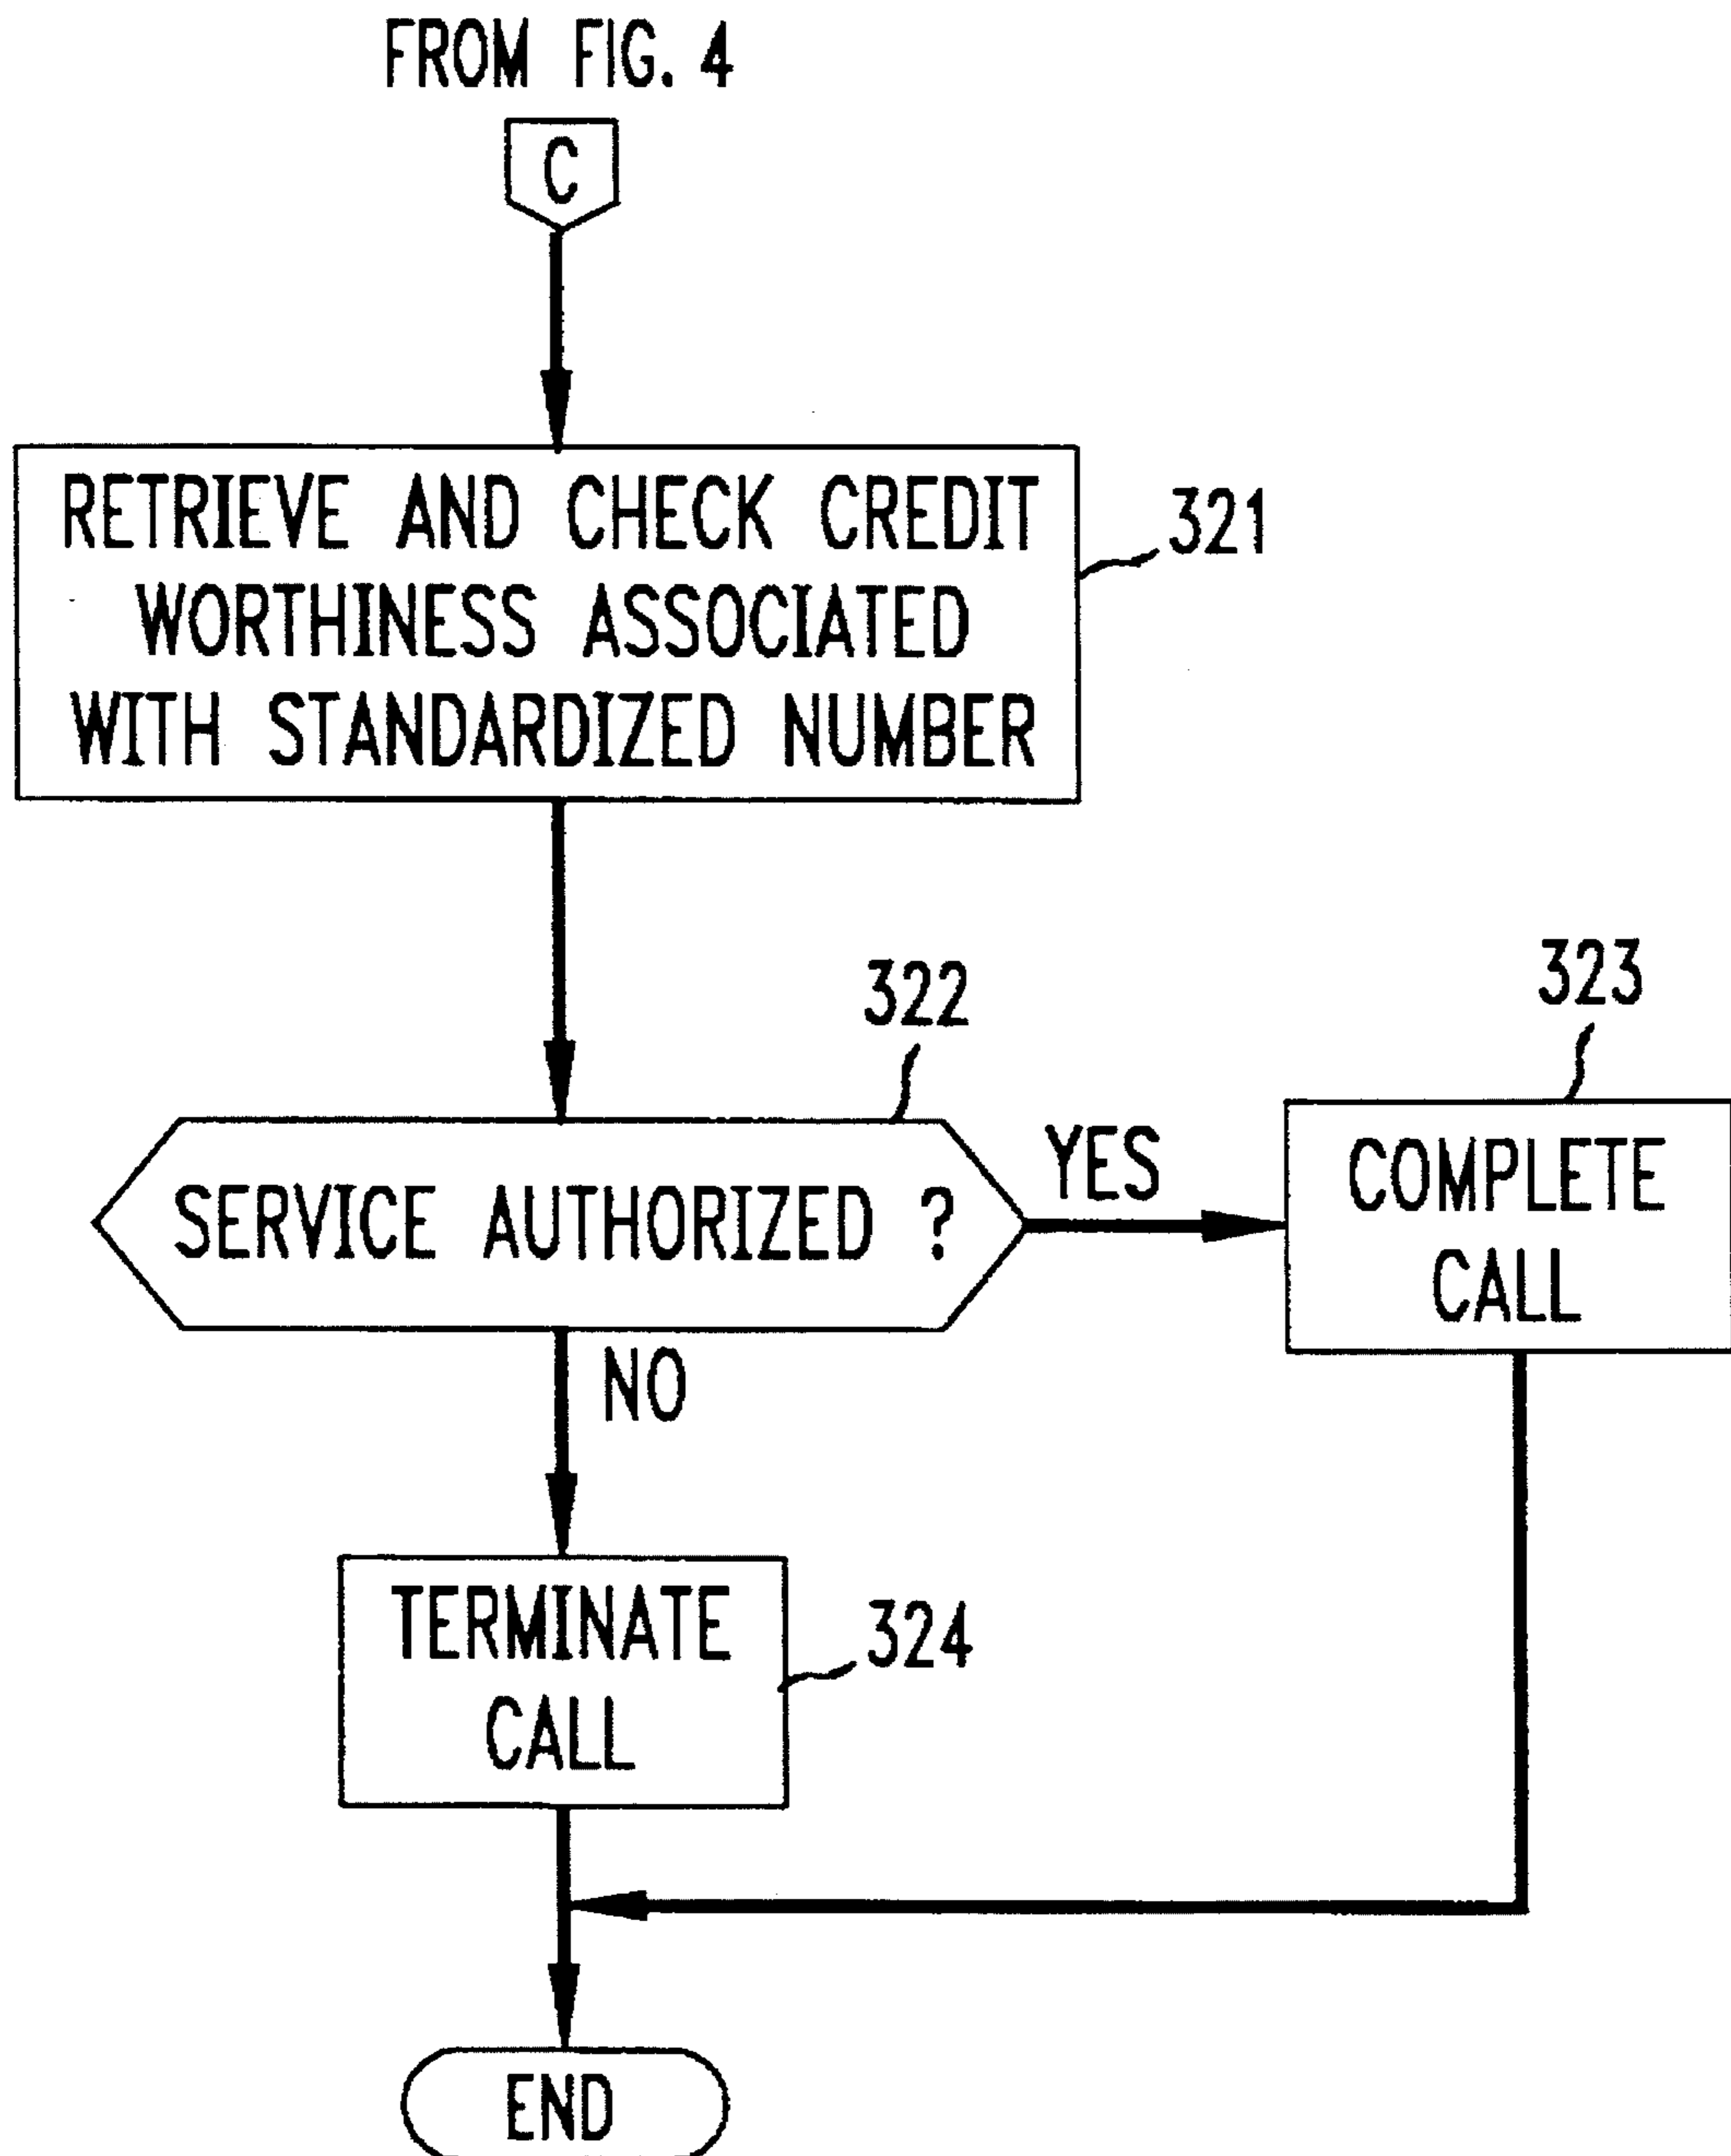 FROM FIG. 4
C
RETRIEVE AND CHECK CREDIT
WORTHINESS ASSOCIATED
WITH STANDARDIZED NUMBER
321
322
323
SERVICE AUTHORIZED ?
YES
COMPLETE
CALL
NO
TERMINATE
CALL
324
END